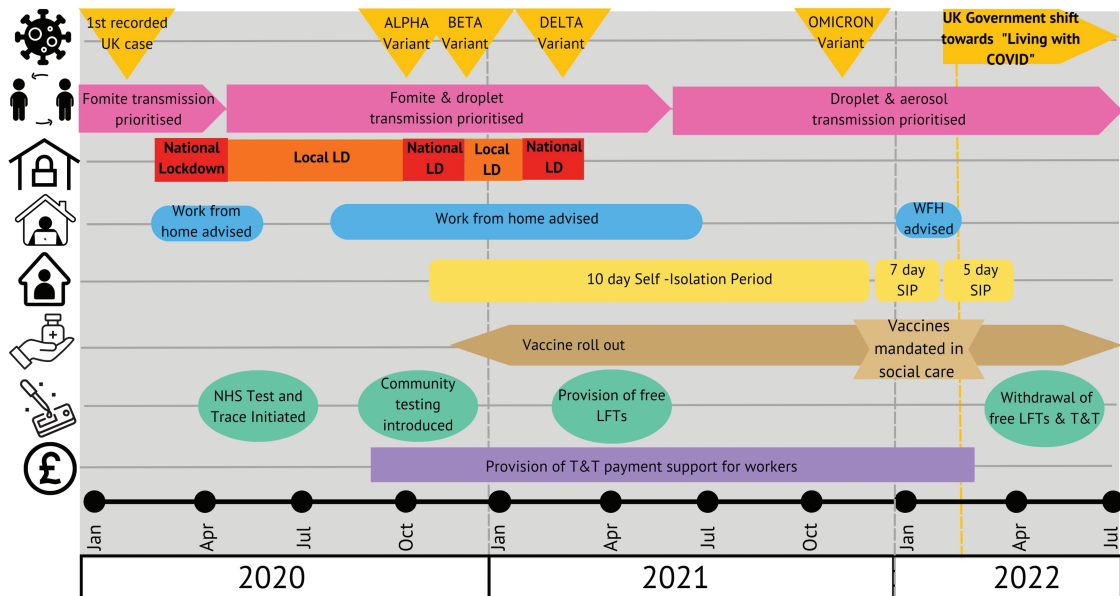 1st recorded
UK case
ALPHA
Variant
BETA
Variant
DELTA
Variant
OMICRON
Variant
UK Government shift
towards "Living with
COVID"
Fomite transmission
prioritised
Fomite & droplet
transmission prioritised
Droplet & aerosol
transmission prioritised
National
Lockdown
Local LD
National
LD
Local
LD
National
LD
Work from
home advised
Work from home advised
WFH
advised
10 day Self -Isolation Period
7 day
SIP
5 day
SIP
Vaccine roll out
Vaccines
mandated in
social care
NHS Test and
Trace Initiated
Community
testing
introduced
Provision of free
LFTs
Withdrawal of
free LFTs & T&T
£
Provision of T&T payment support for workers
Jan
Apr
Jul
Oct
Jan
Apr
Jul
Oct
Jan
Apr
Jul
2020
2021
2022